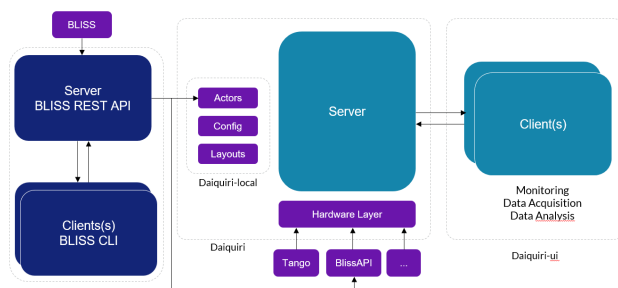 BLISS
Server
BLISS REST API
Clients(s)
BLISS CLI
Actors
Config
Layouts
Daiquiri-local
Server
Hardware Layer
Daiquiri
Tango
BlissAPI
...
Client(s)
Monitoring
Data Acquisition
Data Analysis
Daiquiri-ui